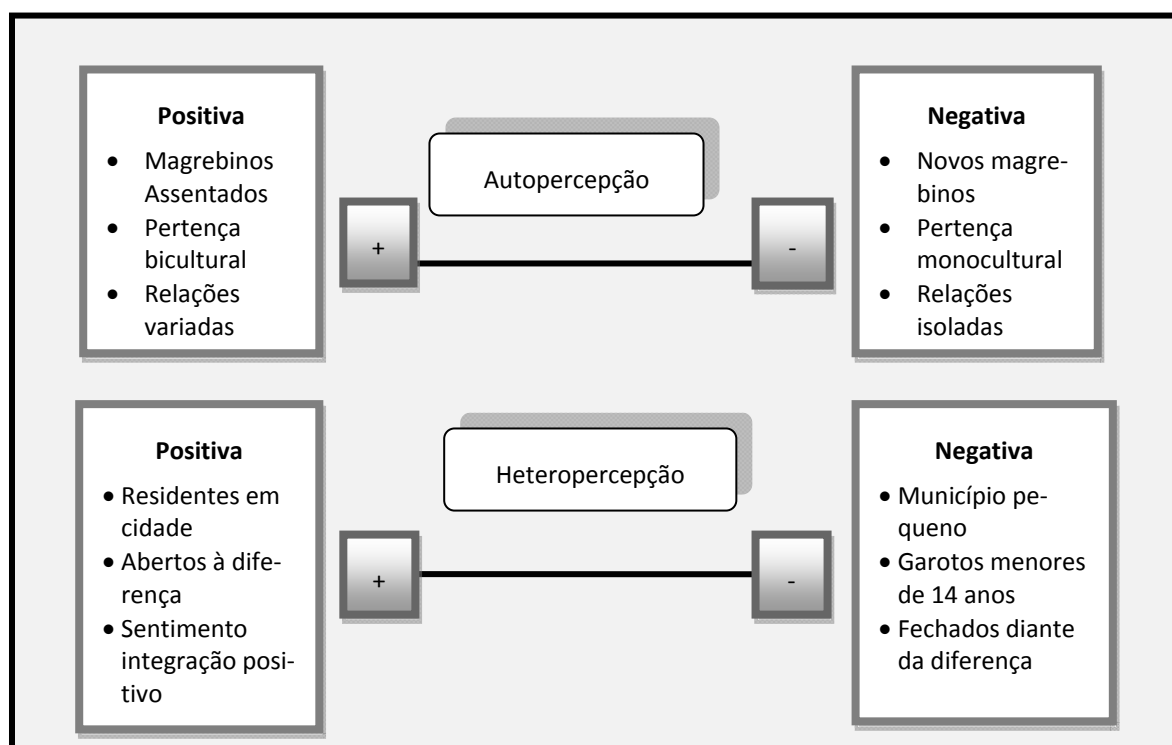 Positiva
• Magrebinos
Assentados
• Pertença
bicultural
• Relações
variadas
Autopercepção
+
-
Negativa
• Novos magre-
binos
• Pertença
monocultural
• Relações
isoladas
Positiva
• Residentes em
cidade
• Abertos à dife-
rença
• Sentimento
integração posi-
tivo
Heteropercepção
+
-
Negativa
• Município pe-
queno
• Garotos menores
de 14 anos
• Fechados diante
da diferença